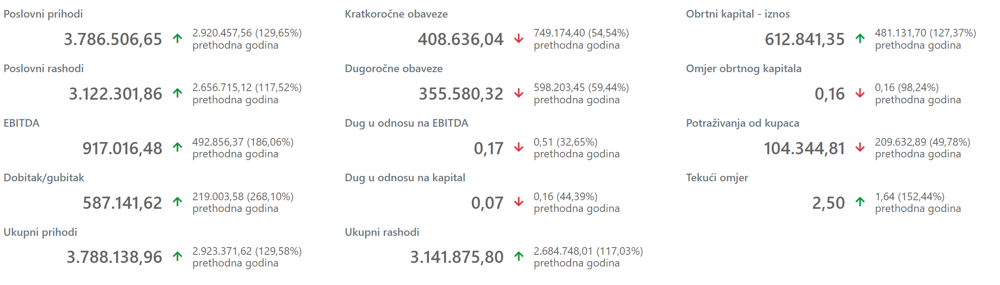 Poslovni prihodi
3.786.506,65 ↑ 2.920.457,56 (129,65%)
prethodna godina
Poslovni rashodi
3.122.301,86 ↑ 2.656.715,12 (117,52%)
prethodna godina
EBITDA
917.016,48 ↑ 492.856,37 (186,06%)
prethodna godina
Dobitak/gubitak
587.141,62 ↑ 219.003,58 (268,10%)
prethodna godina
Ukupni prihodi
3.788.138,96 ↑ 2.923.371,62 (129,58%)
prethodna godina
Kratkoročne obaveze
408.636,04 ↓ 749.174,40 (54,54%)
prethodna godina
Dugoročne obaveze
355.580,32 ↓ 598.203,45 (59,44%)
prethodna godina
Dug u odnosu na EBITDA
0,17 ↓ 0,51 (32,65%)
prethodna godina
Dug u odnosu na kapital
0,07 ↓ 0,16 (44,39%)
prethodna godina
Ukupni rashodi
3.141.875,80 ↑ 2.684.748,01 (117,03%)
prethodna godina
Obrtni kapital - iznos
612.841,35 ↑ 481.131,70 (127,37%)
prethodna godina
Omjer obrtnog kapitala
0,16 ↓ 0,16 (98,24%)
prethodna godina
Potraživanja od kupaca
104.344,81 ↓ 209.632,89 (49,78%)
prethodna godina
Tekući omjer
2,50 ↑ 1,64 (152,44%)
prethodna godina